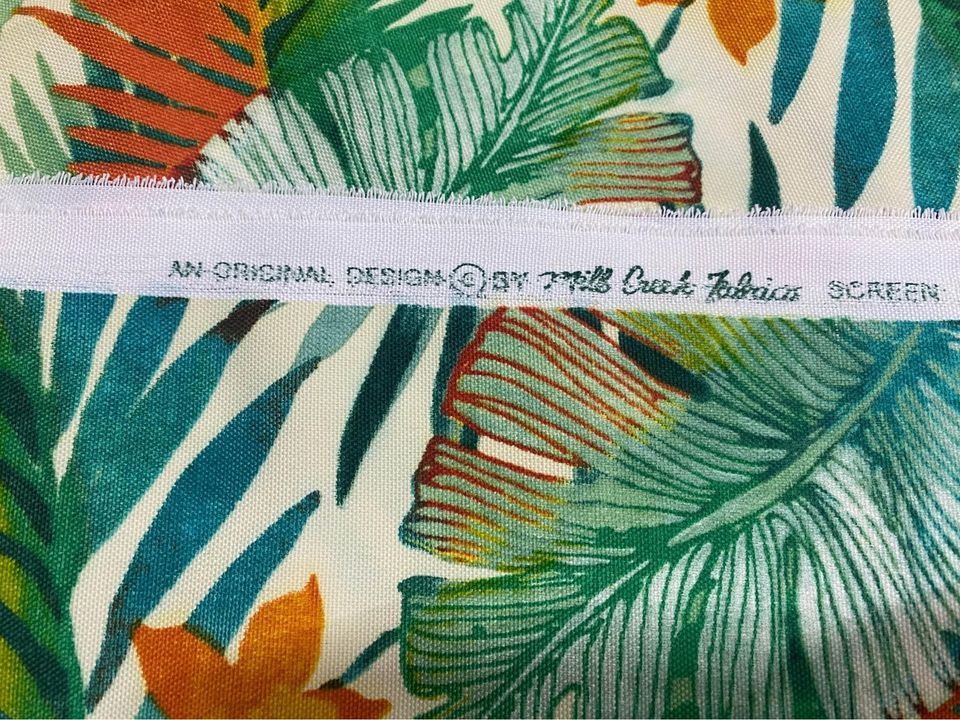 AN ORIGINAL DESIGN © BY Mill Creek Fabrics SCREEN